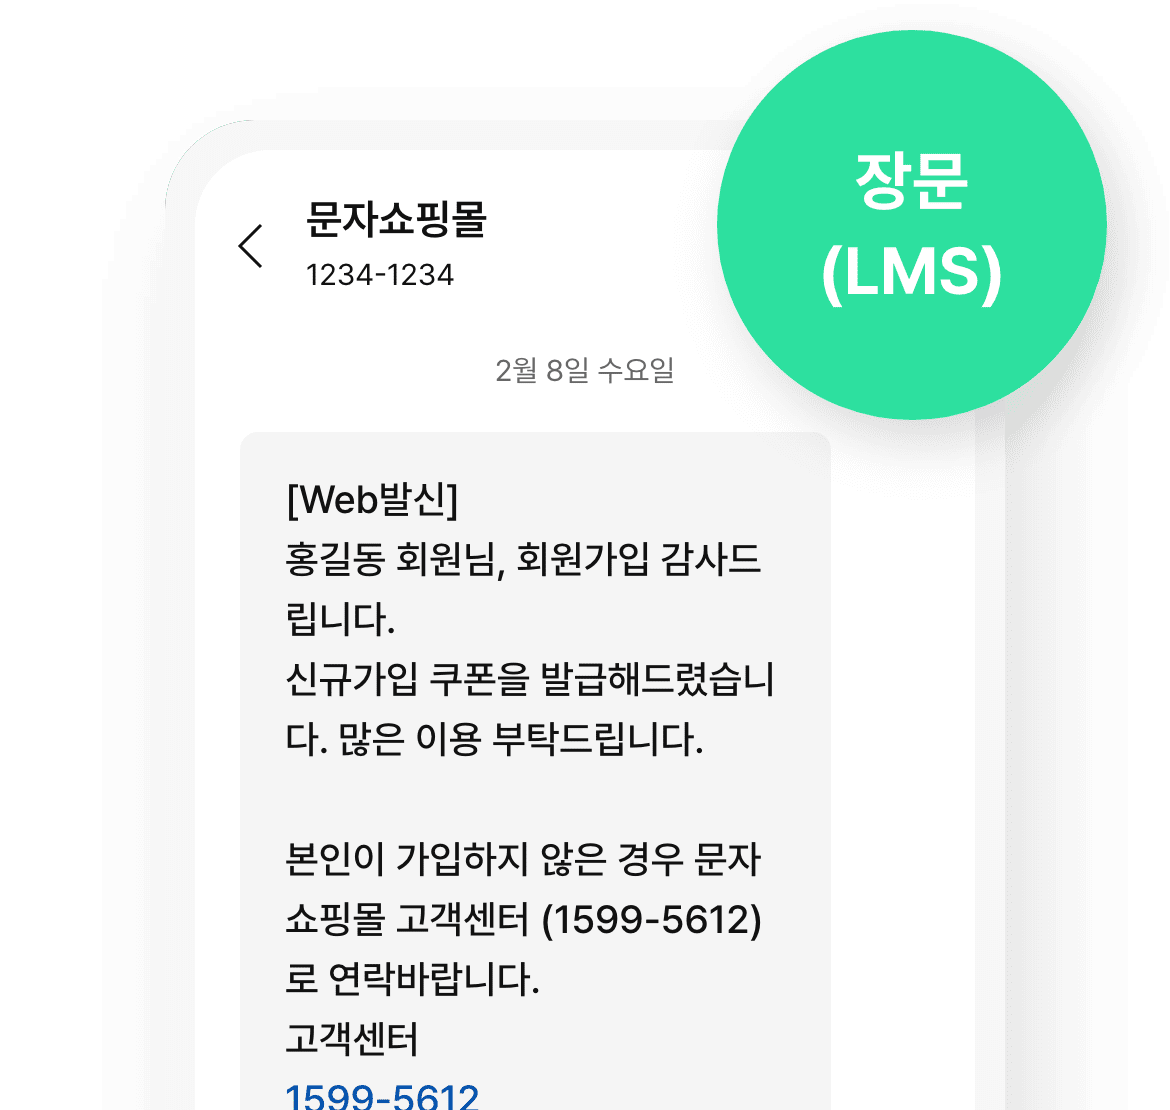 장문
(LMS)
문자쇼핑몰
1234-1234
2월 8일 수요일
[Web발신]
홍길동 회원님, 회원가입 감사드
립니다.
신규가입 쿠폰을 발급해드렸습니
다. 많은 이용 부탁드립니다.
본인이 가입하지 않은 경우 문자
쇼핑몰 고객센터 (1599-5612)
로 연락바랍니다.
고객센터
1599-5612